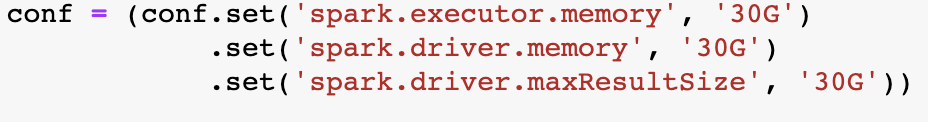 conf = (conf.set('spark.executor.memory', '30G')
.set('spark.driver.memory', '30G')
.set('spark.driver.maxResultSize', '30G'))